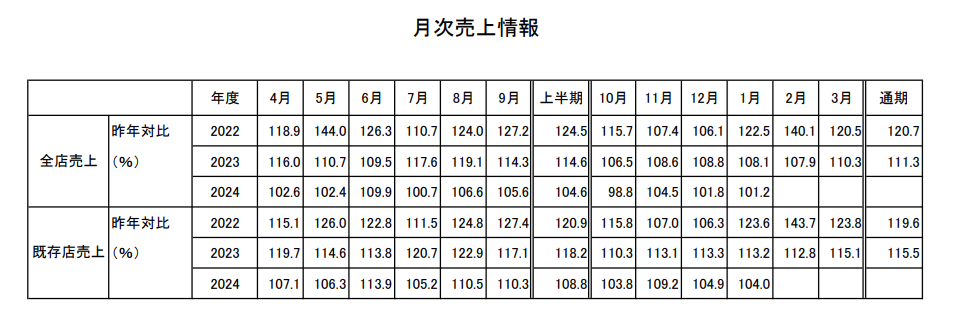 月次売上情報
年度 4月 5月 6月 7月 8月 9月 上半期 10月 11月 12月 1月 2月 3月 通期
昨年対比 2022 118.9 144.0 126.3 110.7 124.0 127.2 124.5 115.7 107.4 106.1 122.5 140.1 120.5 120.7
全店売上 (%) 2023 116.0 110.7 109.5 117.6 119.1 114.3 114.6 106.5 108.6 108.8 108.1 107.9 110.3 111.3
2024 102.6 102.4 109.9 100.7 106.6 105.6 104.6 98.8 104.5 101.8 101.2
昨年対比 2022 115.1 126.0 122.8 111.5 124.8 127.4 120.9 115.8 107.0 106.3 123.6 143.7 123.8 119.6
既存店売上 (%) 2023 119.7 114.6 113.8 120.7 122.9 117.1 118.2 110.3 113.1 113.3 113.2 112.8 115.1 115.5
2024 107.1 106.3 113.9 105.2 110.5 110.3 108.8 103.8 109.2 104.9 104.0